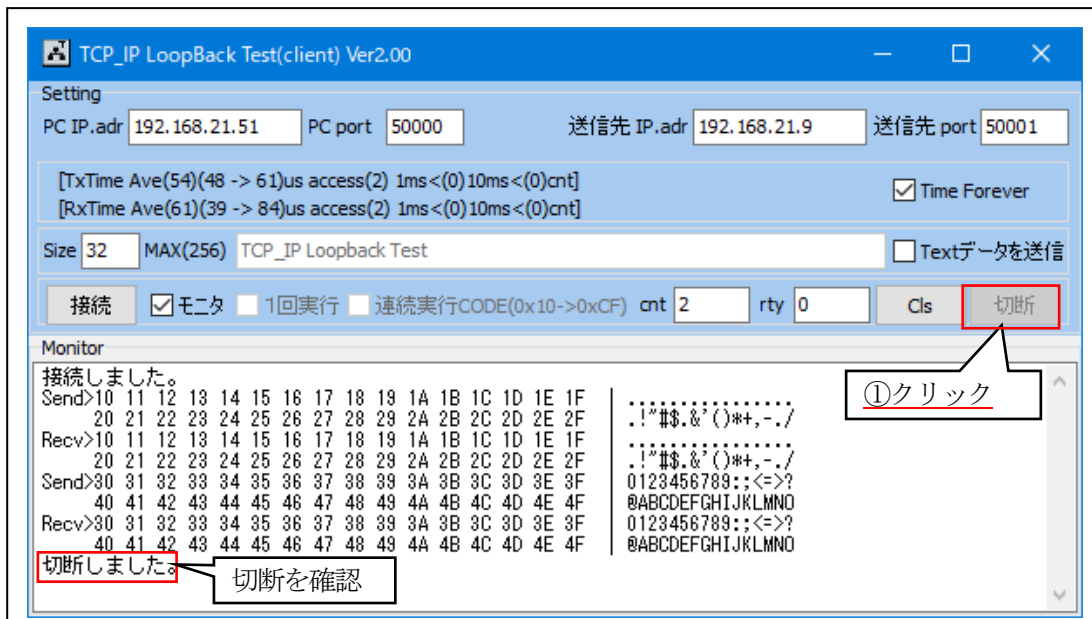 TCP_IP LoopBack Test(client) Ver2.00
Setting
PC IP.adr 192.168.21.51 PC port 50000 送信先 IP.adr 192.168.21.9 送信先 port 50001
[TxTime Ave(54)(48 -> 61)us access(2) 1ms<(0)10ms<(0)cnt]
[RxTime Ave(61)(39 -> 84)us access(2) 1ms<(0)10ms<(0)cnt]
Time Forever
Size 32 MAX(256) TCP_IP Loopback Test Textデータを送信
接続 モニタ 1回実行 連続実行CODE(0x10->0xCF) cnt 2 rty 0 Cls 切断
Monitor
①クリック
接続しました。
Send>10 11 12 13 14 15 16 17 18 19 1A 1B 1C 1D 1E 1F | ................
20 21 22 23 24 25 26 27 28 29 2A 2B 2C 2D 2E 2F | .!"#$.&'()*+,-./
Recv>10 11 12 13 14 15 16 17 18 19 1A 1B 1C 1D 1E 1F | ................
20 21 22 23 24 25 26 27 28 29 2A 2B 2C 2D 2E 2F | .!"#$.&'()*+,-./
Send>30 31 32 33 34 35 36 37 38 39 3A 3B 3C 3D 3E 3F | 0123456789:;<=>?
40 41 42 43 44 45 46 47 48 49 4A 4B 4C 4D 4E 4F | @ABCDEFGHIJKLMNO
Recv>30 31 32 33 34 35 36 37 38 39 3A 3B 3C 3D 3E 3F | 0123456789:;<=>?
40 41 42 43 44 45 46 47 48 49 4A 4B 4C 4D 4E 4F | @ABCDEFGHIJKLMNO
切断しました。
切断を確認